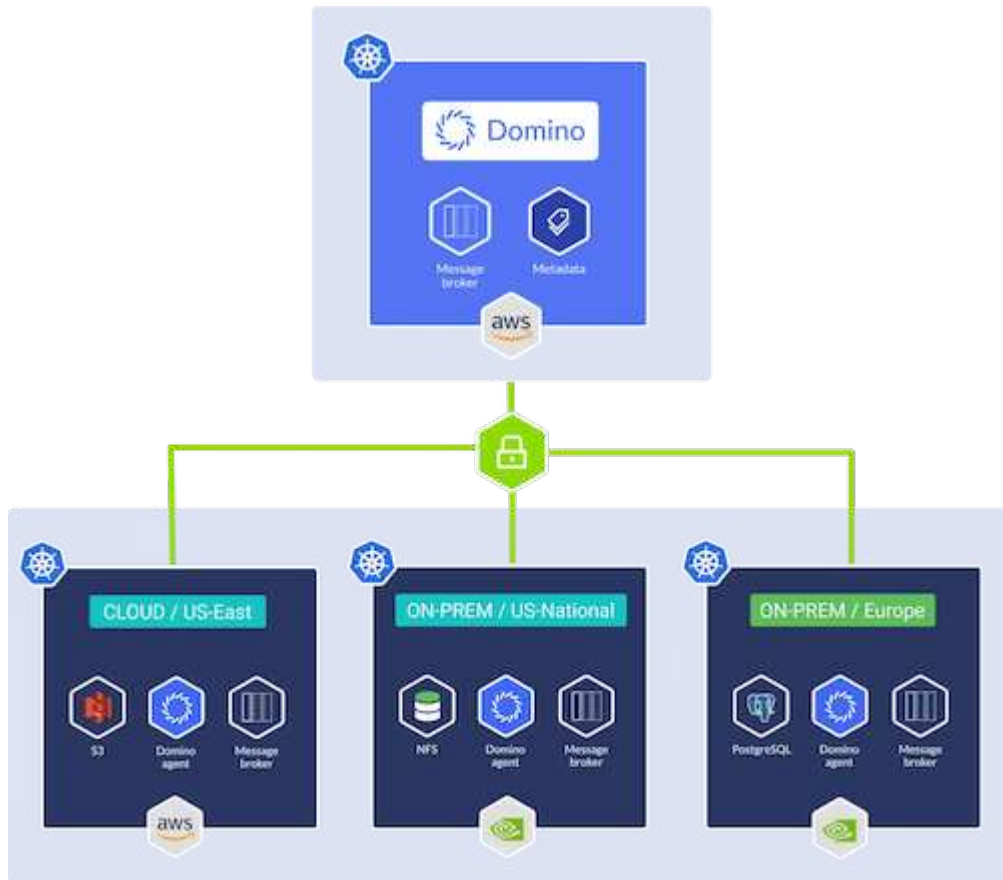 Domino
Message
broker
Metadata
aws
CLOUD / US-East
ON-PREM / US-National
ON-PREM / Europe
S3
Domino
agent
Message
broker
NFS
Domino
agent
Message
broker
PostgreSQL
Domino
agent
Message
broker
aws